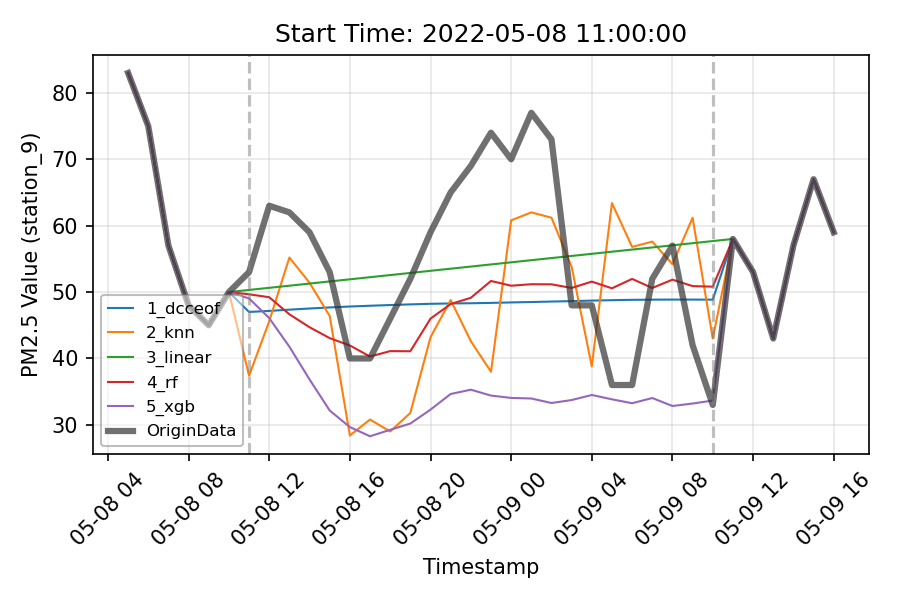 Start Time: 2022-05-08 11:00:00
PM2.5 Value (station_9)
80
70
60
50
40
30
1_dcceof
2_knn
3_linear
4_rf
5_xgb
OriginData
05-08 04
05-08 08
05-08 12
05-08 16
05-08 20
05-09 00
05-09 04
05-09 08
05-09 12
05-09 16
Timestamp